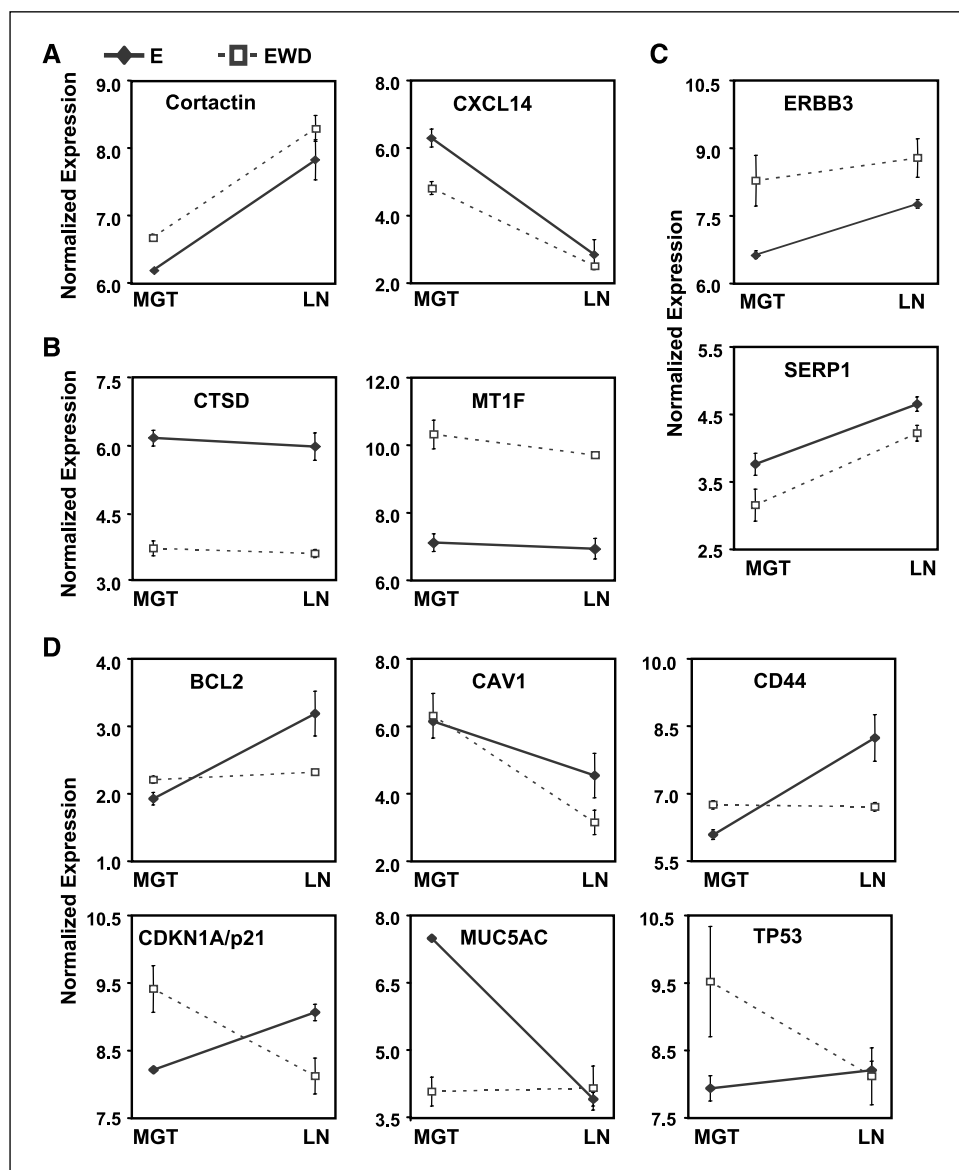 A E EWD
Normalized Expression
Cortactin
9.0
8.0
7.0
6.0
MGT LN
CXCL14
8.0
6.0
4.0
2.0
MGT LN
B
Normalized Expression
CTSD
7.5
6.0
4.5
3.0
MGT LN
MT1F
12.0
10.0
8.0
6.0
MGT LN
C
Normalized Expression
ERBB3
10.5
9.0
7.5
6.0
MGT LN
SERP1
5.5
4.5
3.5
2.5
MGT LN
D
Normalized Expression
BCL2
4.0
3.0
2.0
1.0
MGT LN
CAV1
8.0
6.0
4.0
2.0
MGT LN
CD44
10.0
8.5
7.0
5.5
MGT LN
CDKN1A/p21
10.5
9.5
8.5
7.5
MGT LN
MUC5AC
8.0
6.5
5.0
3.5
MGT LN
TP53
10.5
9.5
8.5
7.5
MGT LN